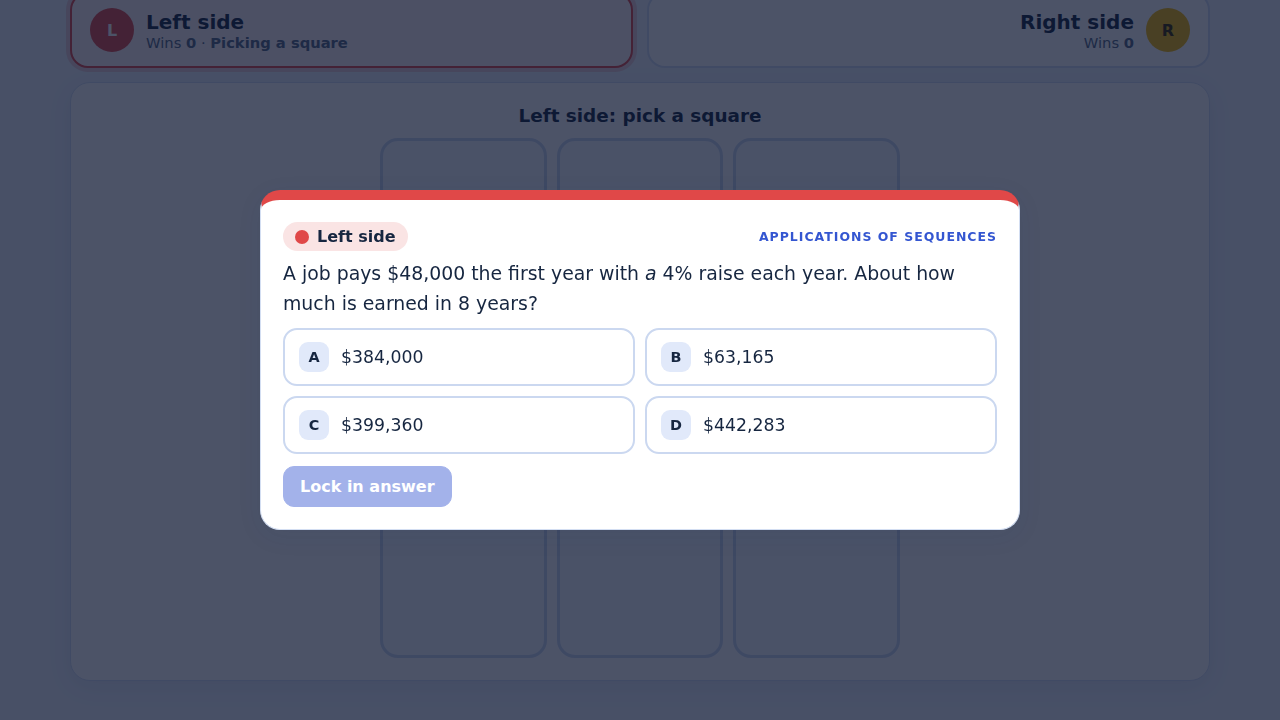 L
Left side
Wins 0 · Picking a square
Right side
Wins 0
R
Left side: pick a square
Left side
APPLICATIONS OF SEQUENCES
A job pays $48,000 the first year with a 4% raise each year. About how
much is earned in 8 years?
A $384,000
B $63,165
C $399,360
D $442,283
Lock in answer